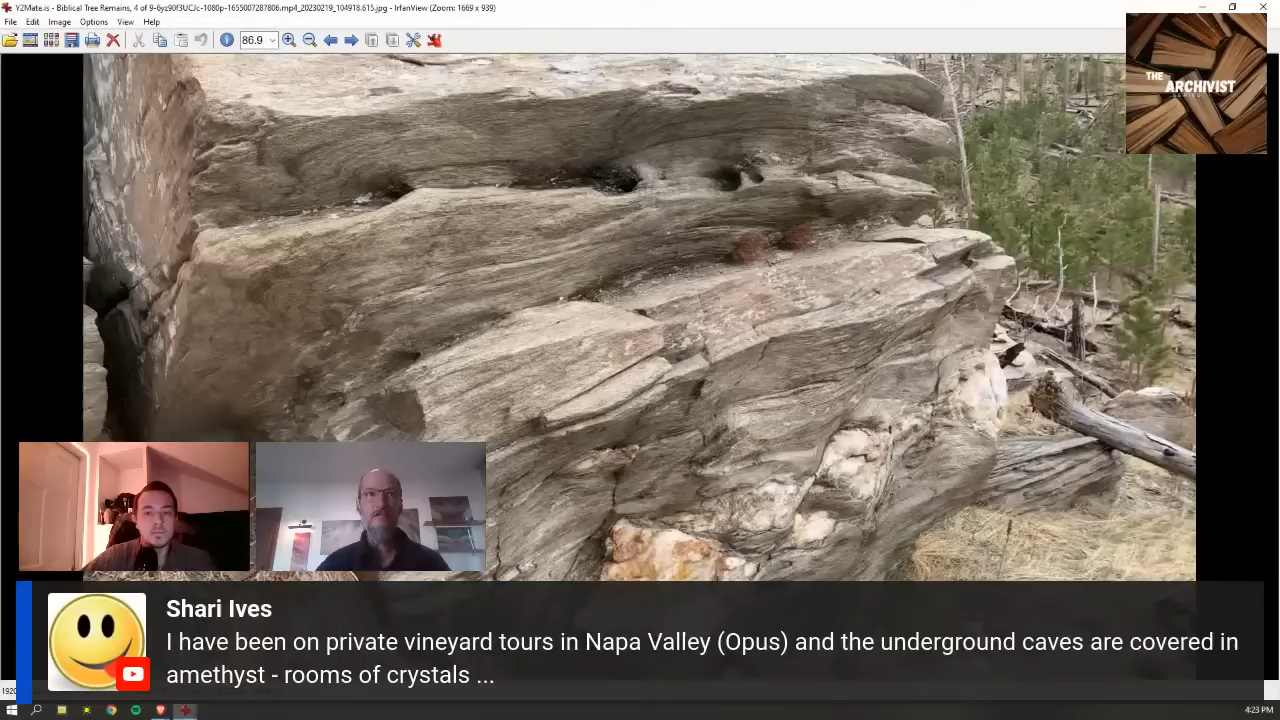 Y2Mate.is - Biblical Tree Remains, 4 of 9-6yz90f3UCJc-1080p-1655007287806.mp4_20230219_104918.615.jpg - IrfanView (Zoom: 1669 x 939)
File Edit Image Options View Help
86.9
THE
ARCHIVIST
Shari Ives
I have been on private vineyard tours in Napa Valley (Opus) and the underground caves are covered in
amethyst - rooms of crystals ...
4:23 PM